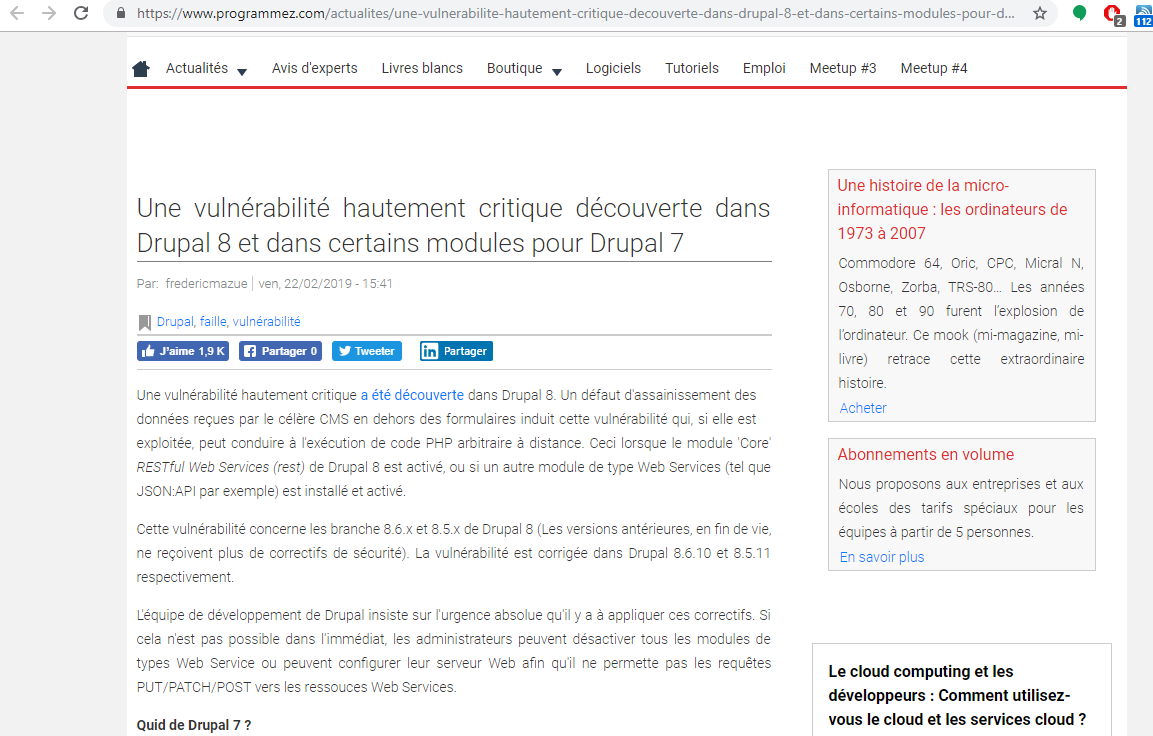 https://www.programmez.com/actualites/une-vulnerabilite-hautement-critique-decouverte-dans-drupal-8-et-dans-certains-modules-pour-d...
2
112
Actualités
Avis d'experts
Livres blancs
Boutique
Logiciels
Tutoriels
Emploi
Meetup #3
Meetup #4
Une vulnérabilité hautement critique découverte dans
Drupal 8 et dans certains modules pour Drupal 7
Par: fredericmazue | ven, 22/02/2019 - 15:41
Drupal, faille, vulnérabilité
J'aime 1,9 K
Partager 0
Tweeter
Partager
Une vulnérabilité hautement critique a été découverte dans Drupal 8. Un défaut d'assainissement des
données reçues par le célère CMS en dehors des formulaires induit cette vulnérabilité qui, si elle est
exploitée, peut conduire à l'exécution de code PHP arbitraire à distance. Ceci lorsque le module 'Core'
RESTful Web Services (rest) de Drupal 8 est activé, ou si un autre module de type Web Services (tel que
JSON:API par exemple) est installé et activé.
Cette vulnérabilité concerne les branche 8.6.x et 8.5.x de Drupal 8 (Les versions antérieures, en fin de vie,
ne reçoivent plus de correctifs de sécurité). La vulnérabilité est corrigée dans Drupal 8.6.10 et 8.5.11
respectivement.
L'équipe de développement de Drupal insiste sur l'urgence absolue qu'il y a à appliquer ces correctifs. Si
cela n'est pas possible dans l'immédiat, les administrateurs peuvent désactiver tous les modules de
types Web Service ou peuvent configurer leur serveur Web afin qu'il ne permette pas les requêtes
PUT/PATCH/POST vers les ressouces Web Services.
Quid de Drupal 7 ?
Une histoire de la micro-
informatique : les ordinateurs de
1973 à 2007
Commodore 64, Oric, CPC, Micral N,
Osborne, Zorba, TRS-80... Les années
70, 80 et 90 furent l'explosion de
l'ordinateur. Ce mook (mi-magazine, mi-
livre) retrace cette extraordinaire
histoire.
Acheter
Abonnements en volume
Nous proposons aux entreprises et aux
écoles des tarifs spéciaux pour les
équipes à partir de 5 personnes.
En savoir plus
Le cloud computing et les
développeurs : Comment utilisez-
vous le cloud et les services cloud ?